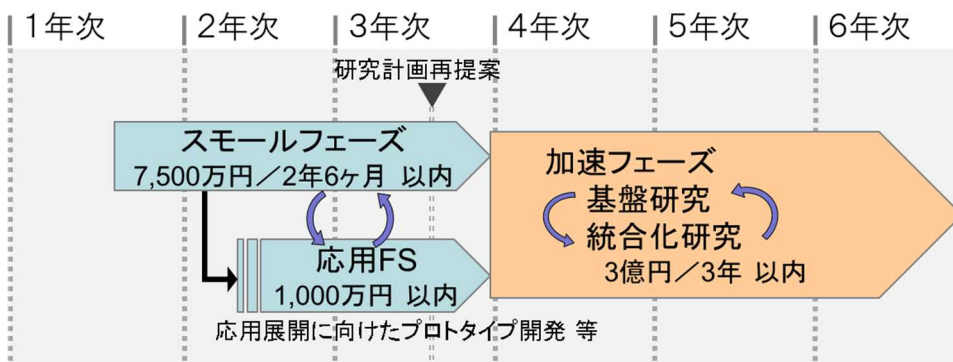 1年次 2年次 3年次 4年次 5年次 6年次
研究計画再提案
スモールフェーズ
7,500万円／2年6ヶ月 以内
応用FS
1,000万円 以内
応用展開に向けたプロトタイプ開発 等
加速フェーズ
基盤研究
統合化研究
3億円／3年 以内